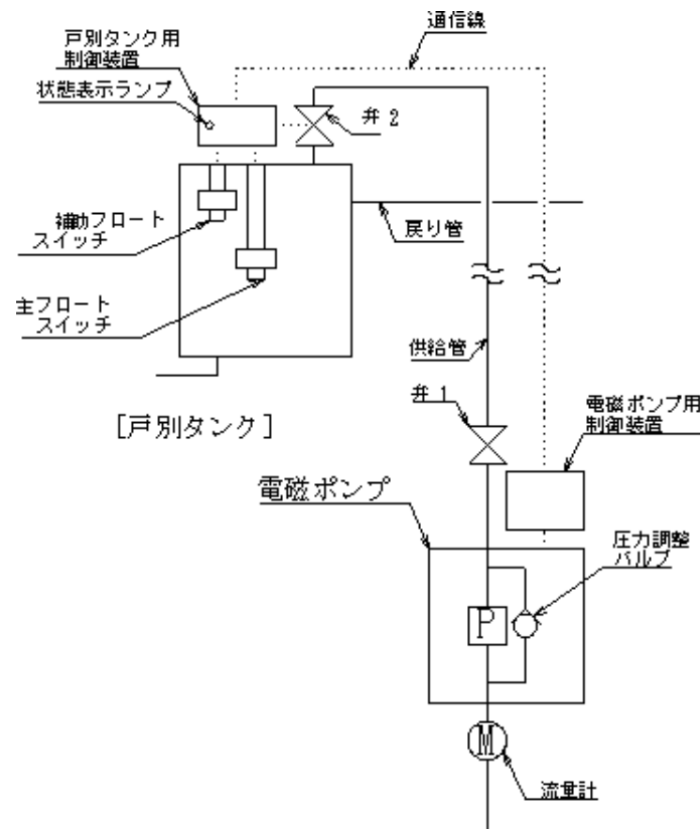 通信線
戸別タンク用
制御装置
状態表示ランプ
弁2
補助フロート
スイッチ
戻り管
主フロート
スイッチ
供給管
[戸別タンク]
弁1
電磁ポンプ用
制御装置
電磁ポンプ
圧力調整
バルブ
P
M
流量計